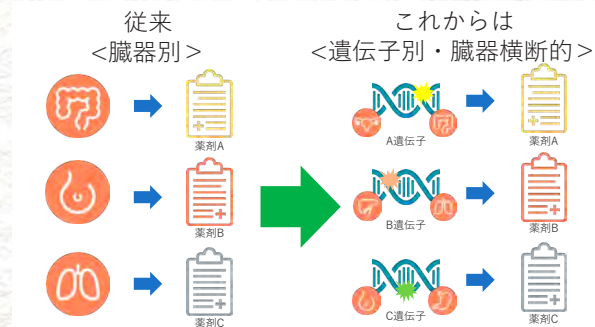 従来
<臓器別>
薬剤A
薬剤B
薬剤C
これからは
<遺伝子別・臓器横断的>
A遺伝子
薬剤A
B遺伝子
薬剤B
C遺伝子
薬剤C